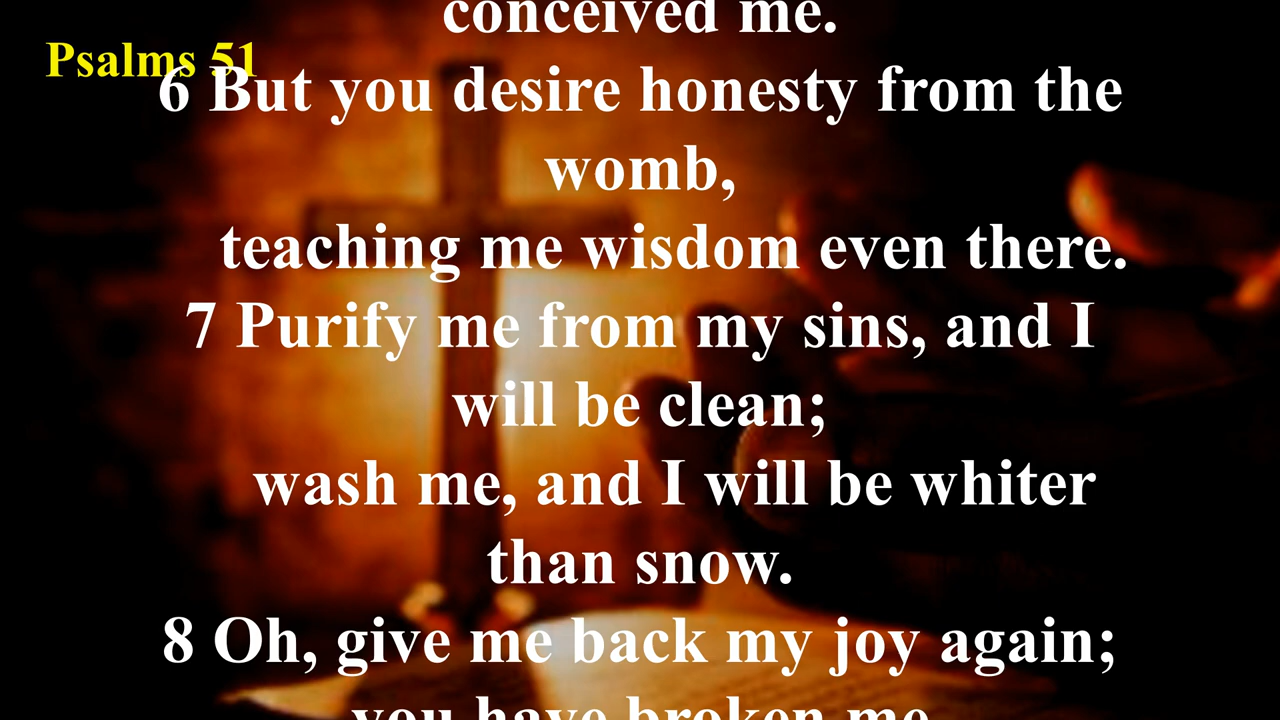 conceived me.
Psalms 51
6 But you desire honesty from the
womb,
teaching me wisdom even there.
7 Purify me from my sins, and I
will be clean;
wash me, and I will be whiter
than snow.
8 Oh, give me back my joy again;
you have broken me